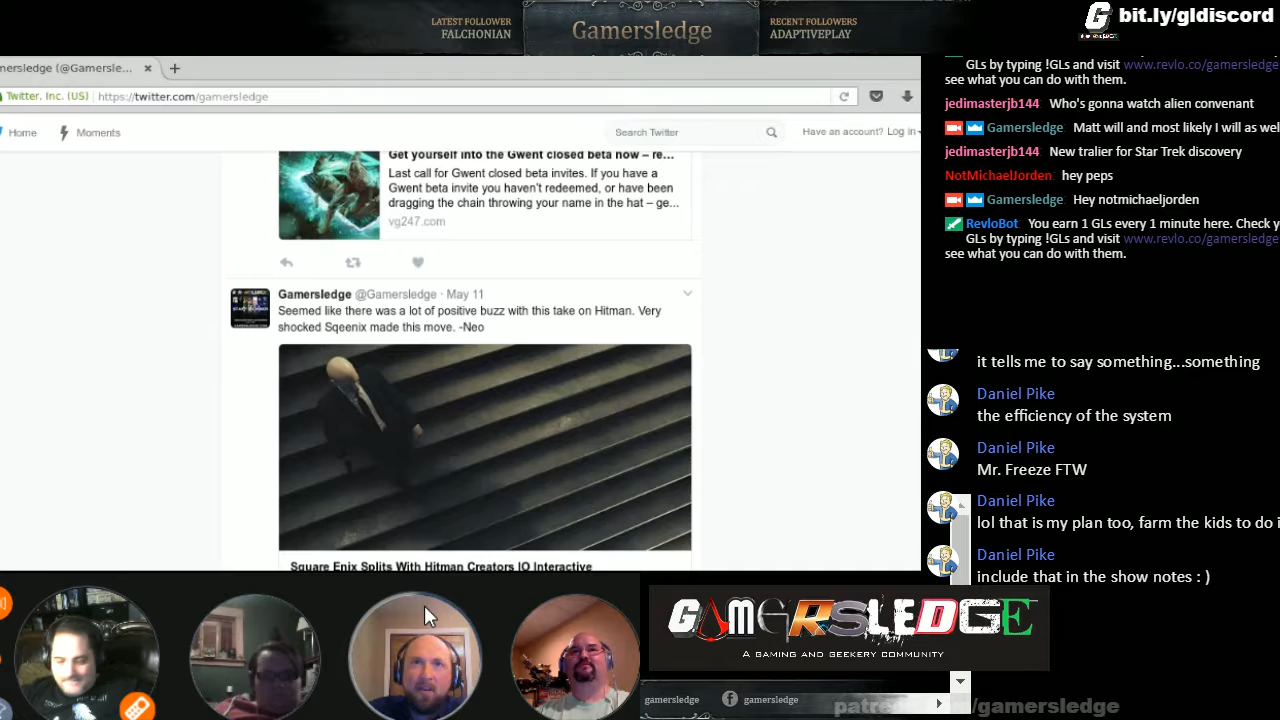 LATEST FOLLOWER
FALCHONIAN
Gamersledge
RECENT FOLLOWERS
ADAPTIVEPLAY
bit.ly/gldiscord
mersledge (@Gamersle... × +
Twitter, Inc. (US) https://twitter.com/gamersledge
Home Moments Search Twitter Have an account? Log in
Get yourself into the Gwent closed beta now – re...
Last call for Gwent closed beta invites. If you have a
Gwent beta invite you haven't redeemed, or have been
dragging the chain throwing your name in the hat – ge...
vg247.com
Gamersledge @Gamersledge · May 11
Seemed like there was a lot of positive buzz with this take on Hitman. Very
shocked Sqeenix made this move. -Neo
Square Enix Splits With Hitman Creators IO Interactive
GLs by typing !GLs and visit www.revlo.co/gamersledge
see what you can do with them.
jedimasterjb144 Who's gonna watch alien convenant
Gamersledge: Matt will and most likely I will as wel
jedimasterjb144 New tralier for Star Trek discovery
NotMichaelJorden: hey peps
Gamersledge: Hey notmichaeljorden
RevloBot: You earn 1 GLs every 1 minute here. Check y
GLs by typing !GLs and visit www.revlo.co/gamersledge
see what you can do with them.
it tells me to say something...something
Daniel Pike
the efficiency of the system
Daniel Pike
Mr. Freeze FTW
Daniel Pike
lol that is my plan too, farm the kids to do i
Daniel Pike
include that in the show notes : )
GAMERSLEDGE
A GAMING AND GEEKERY COMMUNITY
gamersledge gamersledge
/gamersledge